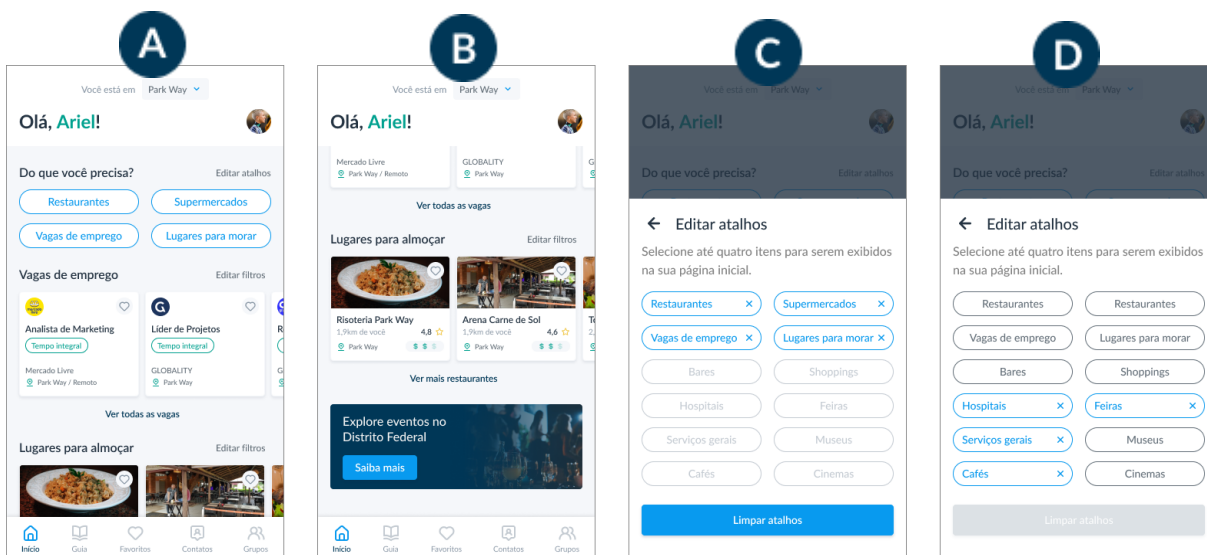 A
Você está em Park Way
Olá, Ariel!
Do que você precisa?
Editar atalhos
Restaurantes
Supermercados
Vagas de emprego
Lugares para morar
Vagas de emprego
Editar filtros
G
Analista de Marketing
Tempo integral
Mercado Livre
Park Way / Remoto
Líder de Projetos
Tempo integral
GLOBALITY
Park Way
R
G
Ver todas as vagas
Lugares para almoçar
Editar filtros
Início
Guia
Favoritos
Contatos
Grupos
B
Você está em Park Way
Olá, Ariel!
Mercado Livre
Park Way / Remoto
GLOBALITY
Park Way
G
Ver todas as vagas
Lugares para almoçar
Editar filtros
Risoteria Park Way
1,9km de você
4,8
Park Way
$ $ $
Arena Carne de Sol
1,9km de você
4,6
Park Way
$ $ $
2,
Ver mais restaurantes
Explore eventos no
Distrito Federal
Saiba mais
Início
Guia
Favoritos
Contatos
Grupos
C
Você está em Park Way
Olá, Ariel!
Do que você precisa?
Editar atalhos
Editar atalhos
Selecione até quatro itens para serem exibidos
na sua página inicial.
Restaurantes ×
Supermercados ×
Vagas de emprego ×
Lugares para morar ×
Bares
Shoppings
Hospitais
Feiras
Serviços gerais
Museus
Cafés
Cinemas
Limpar atalhos
D
Você está em Park Way
Olá, Ariel!
Do que você precisa?
Editar atalhos
Editar atalhos
Selecione até quatro itens para serem exibidos
na sua página inicial.
Restaurantes
Restaurantes
Vagas de emprego
Lugares para morar
Bares
Shoppings
Hospitais ×
Feiras ×
Serviços gerais ×
Museus
Cafés ×
Cinemas
Limpar atalhos